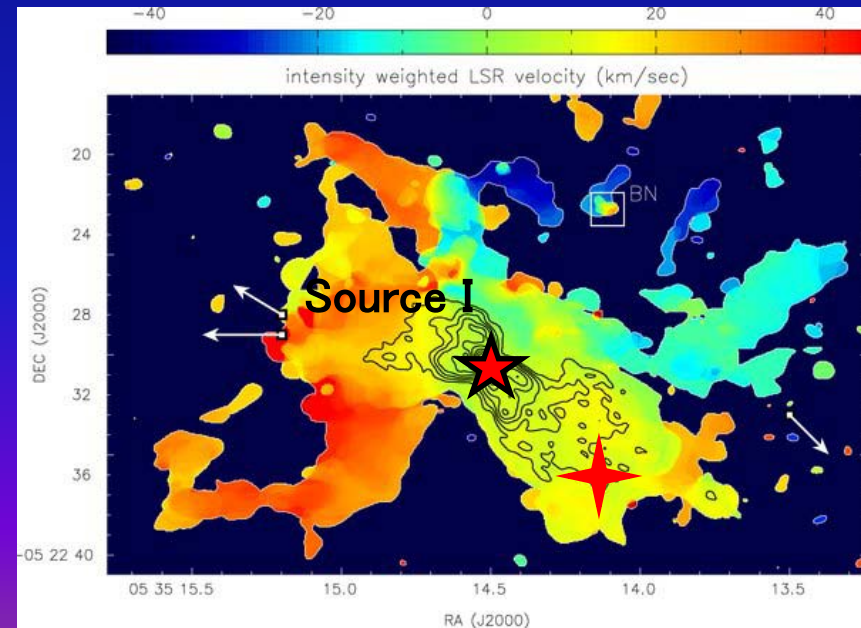 -40 -20 0 20 40
intensity weighted LSR velocity (km/sec)
20
BN
24
Source I
28
DEC (J2000)
32
36
-05 22 40
05 35 15.5 15.0 14.5 14.0 13.5
RA (J2000)